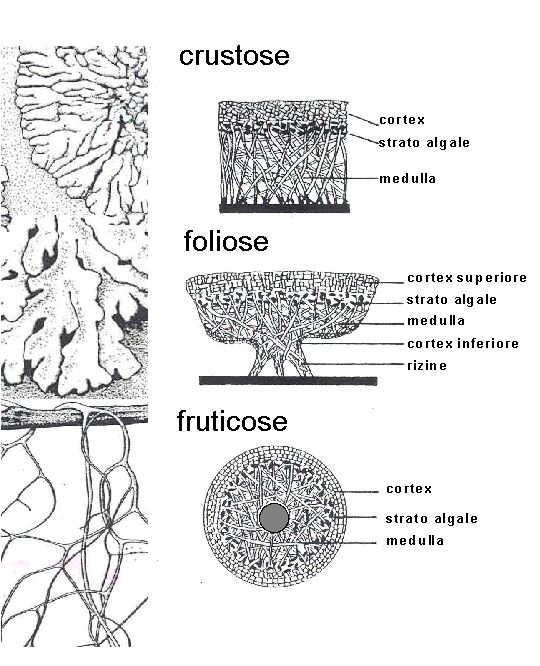 crustose
cortex
strato algale
medulla
foliose
cortex superiore
strato algale
medulla
cortex inferiore
rizine
fruticose
cortex
strato algale
medulla